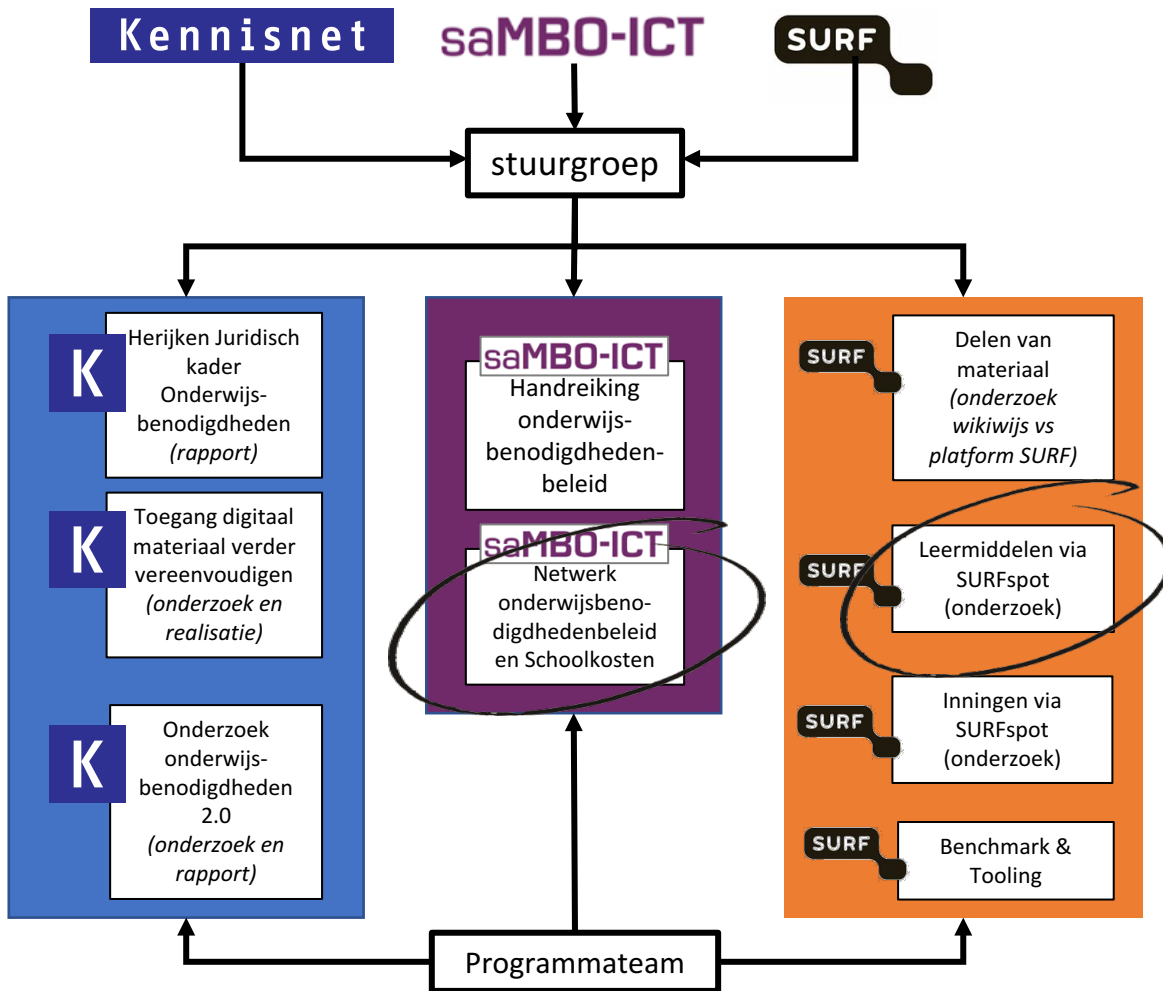 Kennisnet
saMBO-ICT
SURF
stuurgroep
K
Herijken Juridisch
kader
Onderwijs-
benodigdheden
(rapport)
K
Toegang digitaal
materiaal verder
vereenvoudigen
(onderzoek en
realisatie)
K
Onderzoek
onderwijs-
benodigdheden
2.0
(onderzoek en
rapport)
saMBO-ICT
Handreiking
onderwijs-
benodigdheden-
beleid
saMBO-ICT
Netwerk
onderwijsbeno-
digdhedenbeleid
en Schoolkosten
SURF
Delen van
materiaal
(onderzoek
wikiwijs vs
platform SURF)
SURF
Leermiddelen via
SURFspot
(onderzoek)
SURF
Inningen via
SURFspot
(onderzoek)
SURF
Benchmark &
Tooling
Programmateam